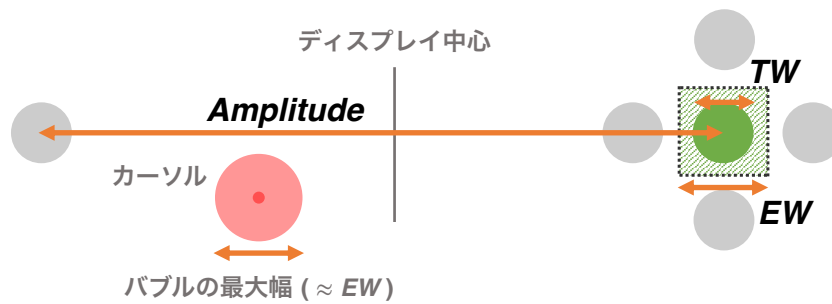 ディスプレイ中心
TW
Amplitude
カーソル
EW
バブルの最大幅 ( ≈ EW )